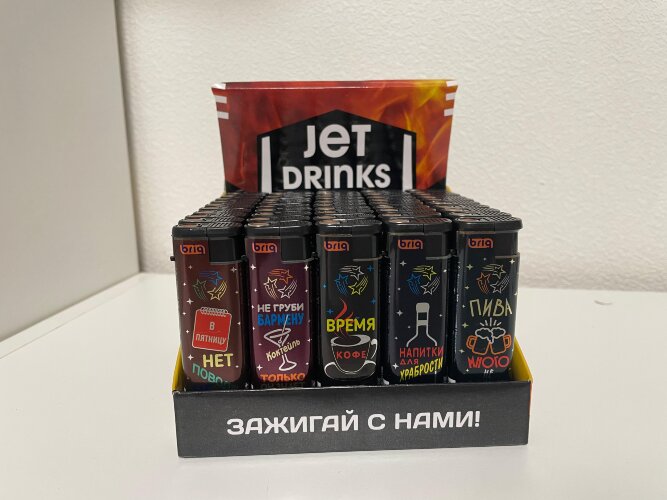 JET
DRINKS
briq
В
ПЯТНИЦУ
НЕТ
briq
НЕ ГРУБИ
БАРМЕНУ
Коктейль
ТОЛЬКО
briq
ВРЕМЯ
КОФЕ
briq
НАПИТКИ
ДЛЯ
ХРАБРОСТИ
briq
ПИВА
МНОГО
НЕ
ЗАЖИГАЙ С НАМИ!